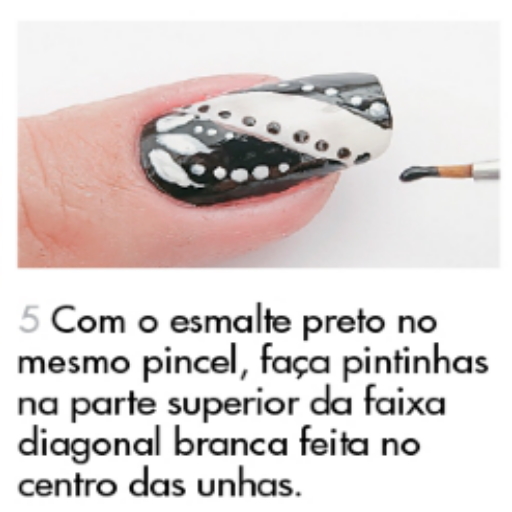 5 Com o esmalte preto no
mesmo pincel, faça pintinhas
na parte superior da faixa
diagonal branca feita no
centro das unhas.